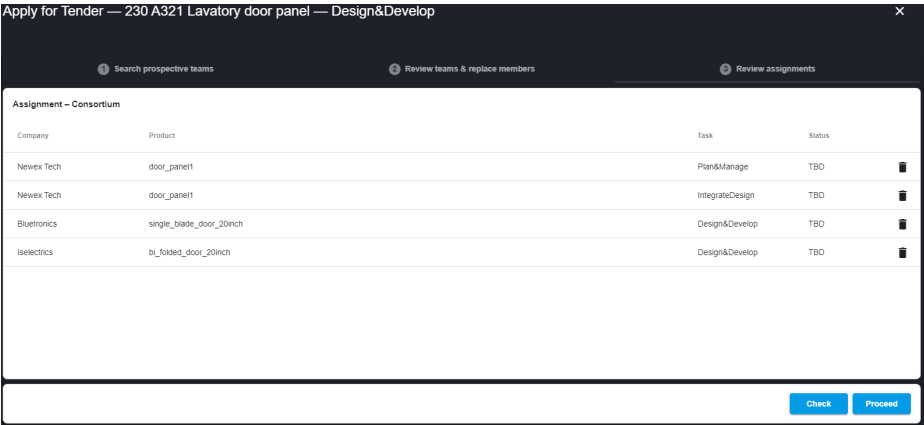 Apply for Tender — 230 A321 Lavatory door panel — Design&Develop
1 Search prospective teams 2 Review teams & replace members 3 Review assignments
Assignment – Consortium
Company Product Task Status
Newex Tech door_panel1 Plan&Manage TBD
Newex Tech door_panel1 IntegrateDesign TBD
Bluetronics single_blade_door_20inch Design&Develop TBD
Iselectrics bi_folded_door_20inch Design&Develop TBD
Check Proceed